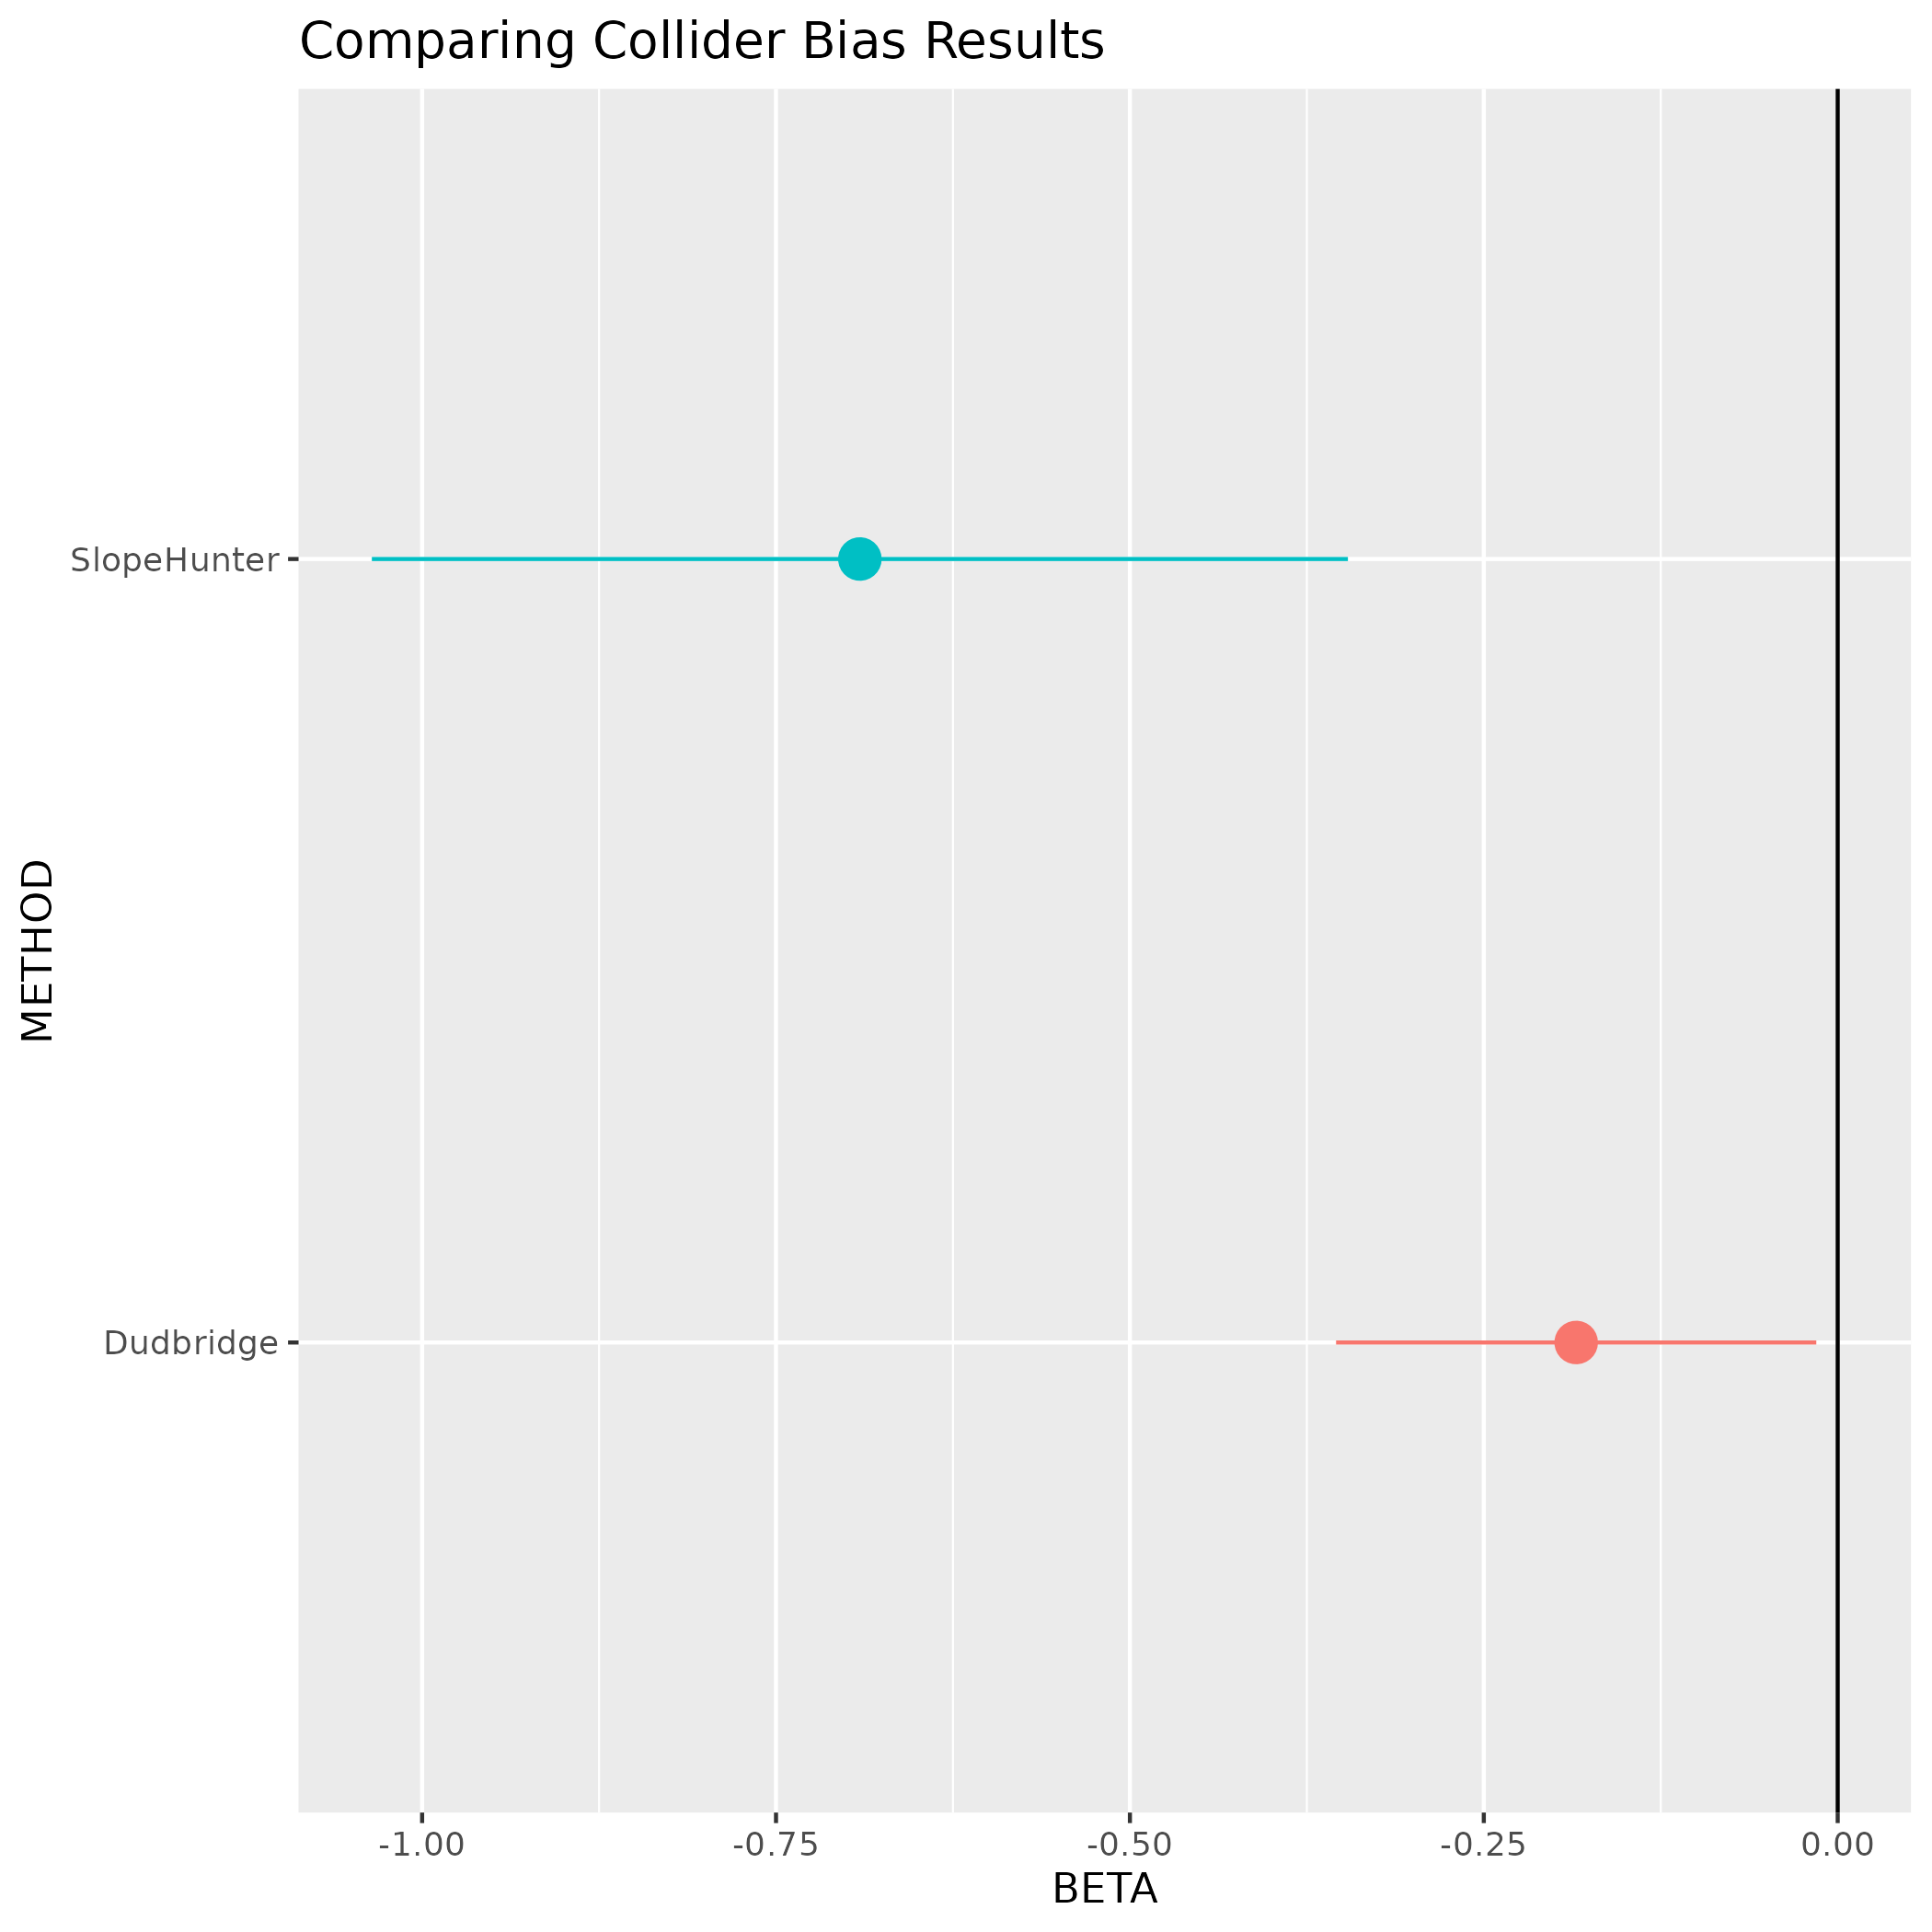 Comparing Collider Bias Results
METHOD
SlopeHunter
Dudbridge
-1.00
-0.75
-0.50
-0.25
0.00
BETA